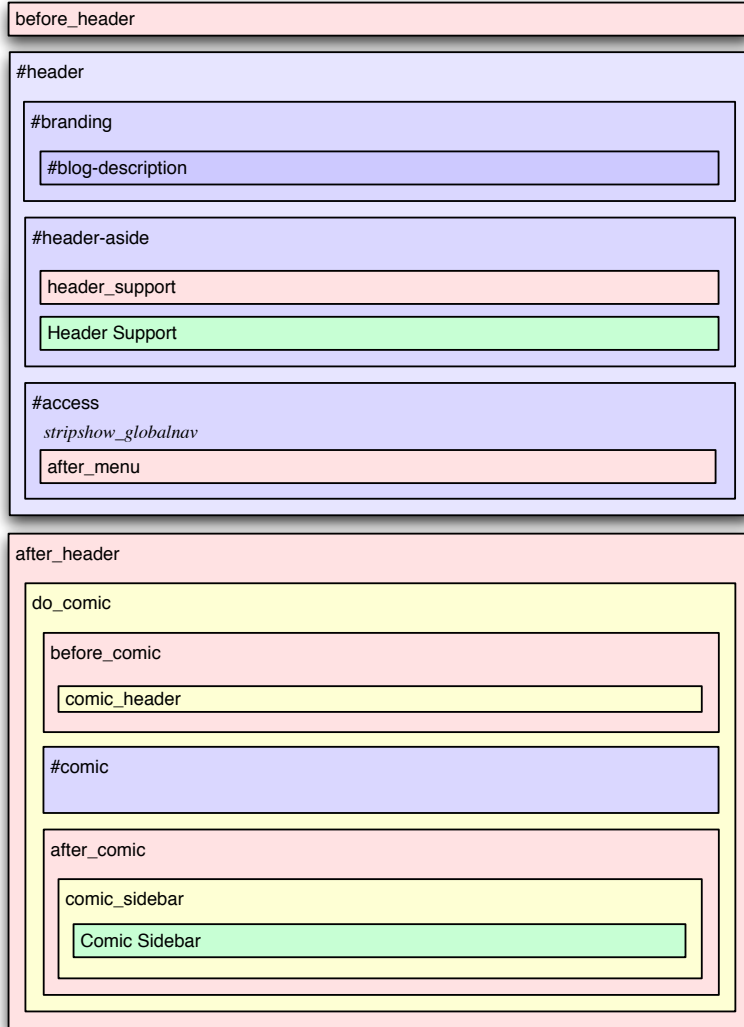 before_header
#header
#branding
#blog-description
#header-aside
header_support
Header Support
#access
stripshow_globalnav
after_menu
after_header
do_comic
before_comic
comic_header
#comic
after_comic
comic_sidebar
Comic Sidebar